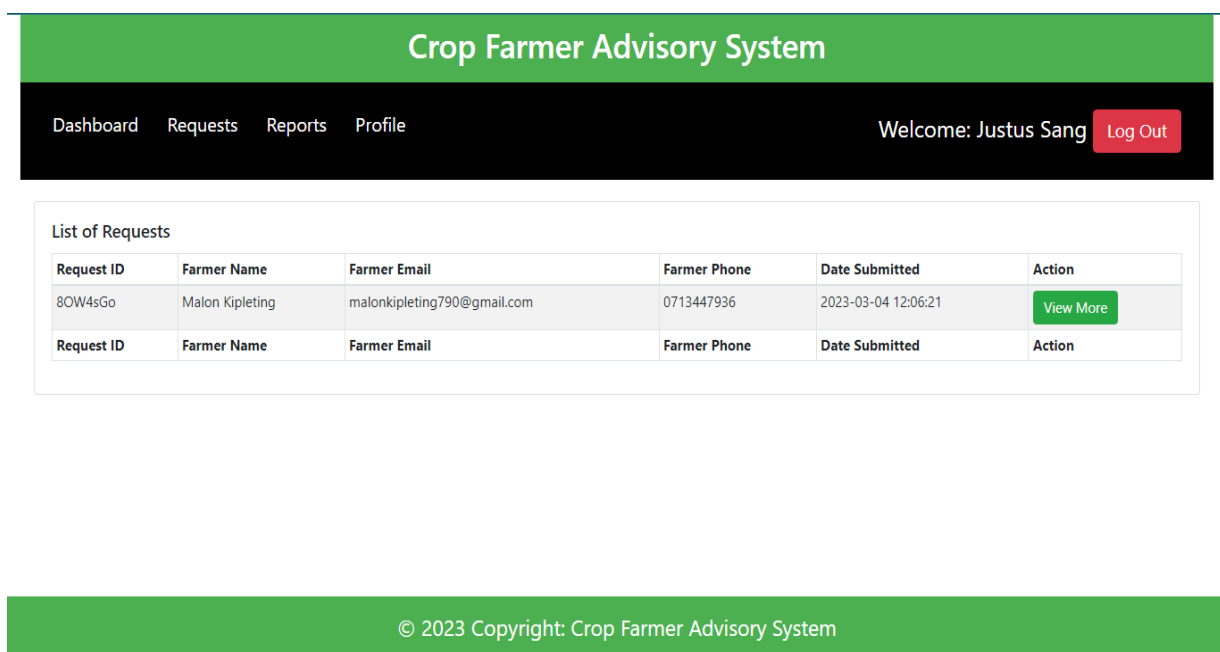 Crop Farmer Advisory System
Dashboard Requests Reports Profile Welcome: Justus Sang Log Out
List of Requests
Request ID Farmer Name Farmer Email Farmer Phone Date Submitted Action
8OW4sGo Malon Kipleting malonkipleting790@gmail.com 0713447936 2023-03-04 12:06:21 View More
Request ID Farmer Name Farmer Email Farmer Phone Date Submitted Action
© 2023 Copyright: Crop Farmer Advisory System